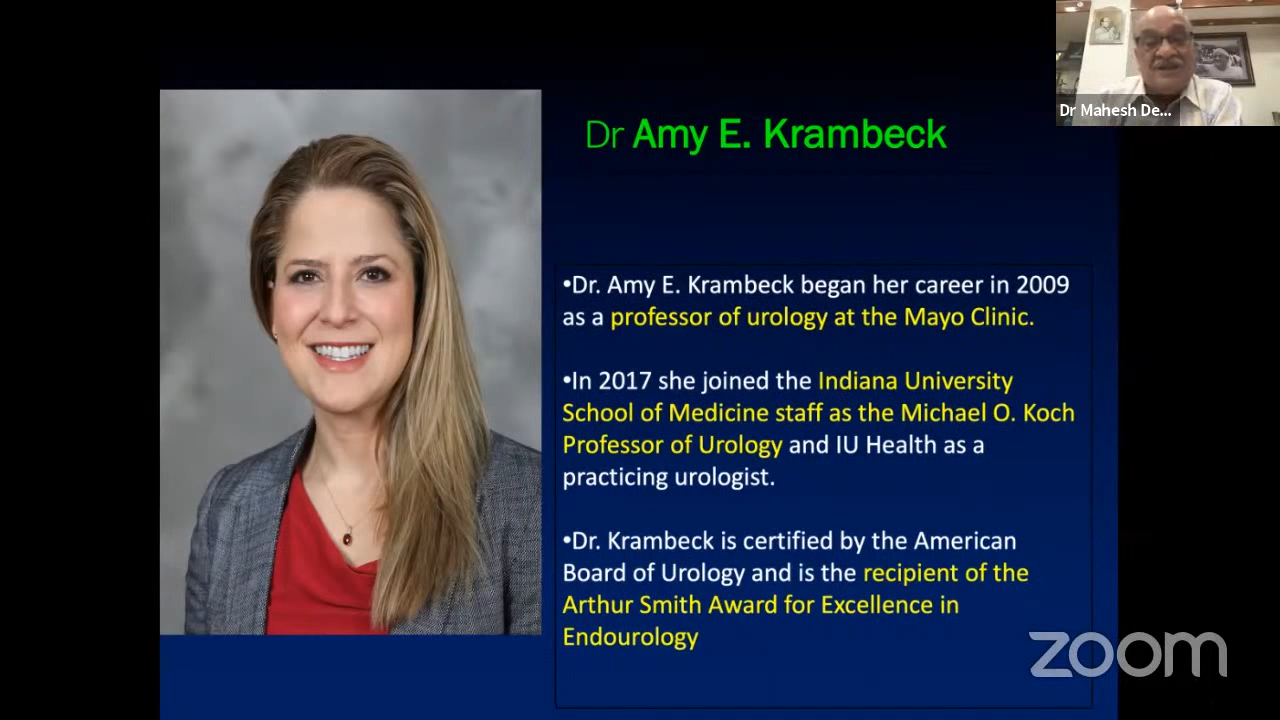 Dr Amy E. Krambeck
Dr Mahesh De...
•Dr. Amy E. Krambeck began her career in 2009
as a professor of urology at the Mayo Clinic.
•In 2017 she joined the Indiana University
School of Medicine staff as the Michael O. Koch
Professor of Urology and IU Health as a
practicing urologist.
•Dr. Krambeck is certified by the American
Board of Urology and is the recipient of the
Arthur Smith Award for Excellence in
Endourology
zoom